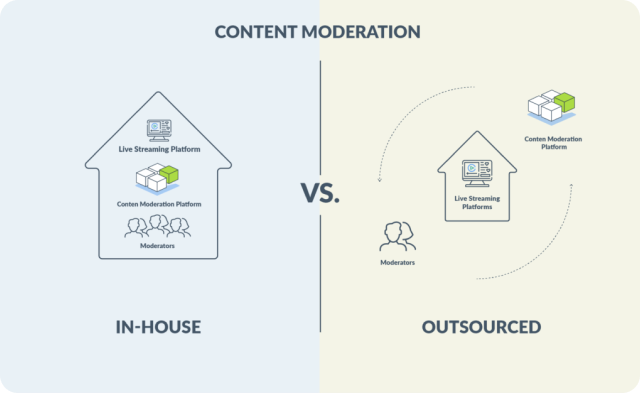 CONTENT MODERATION
Live Streaming Platform
Conten Moderation Platform
Moderators
IN-HOUSE
VS.
Conten Moderation
Platform
Live Streaming
Platforms
Moderators
OUTSOURCED